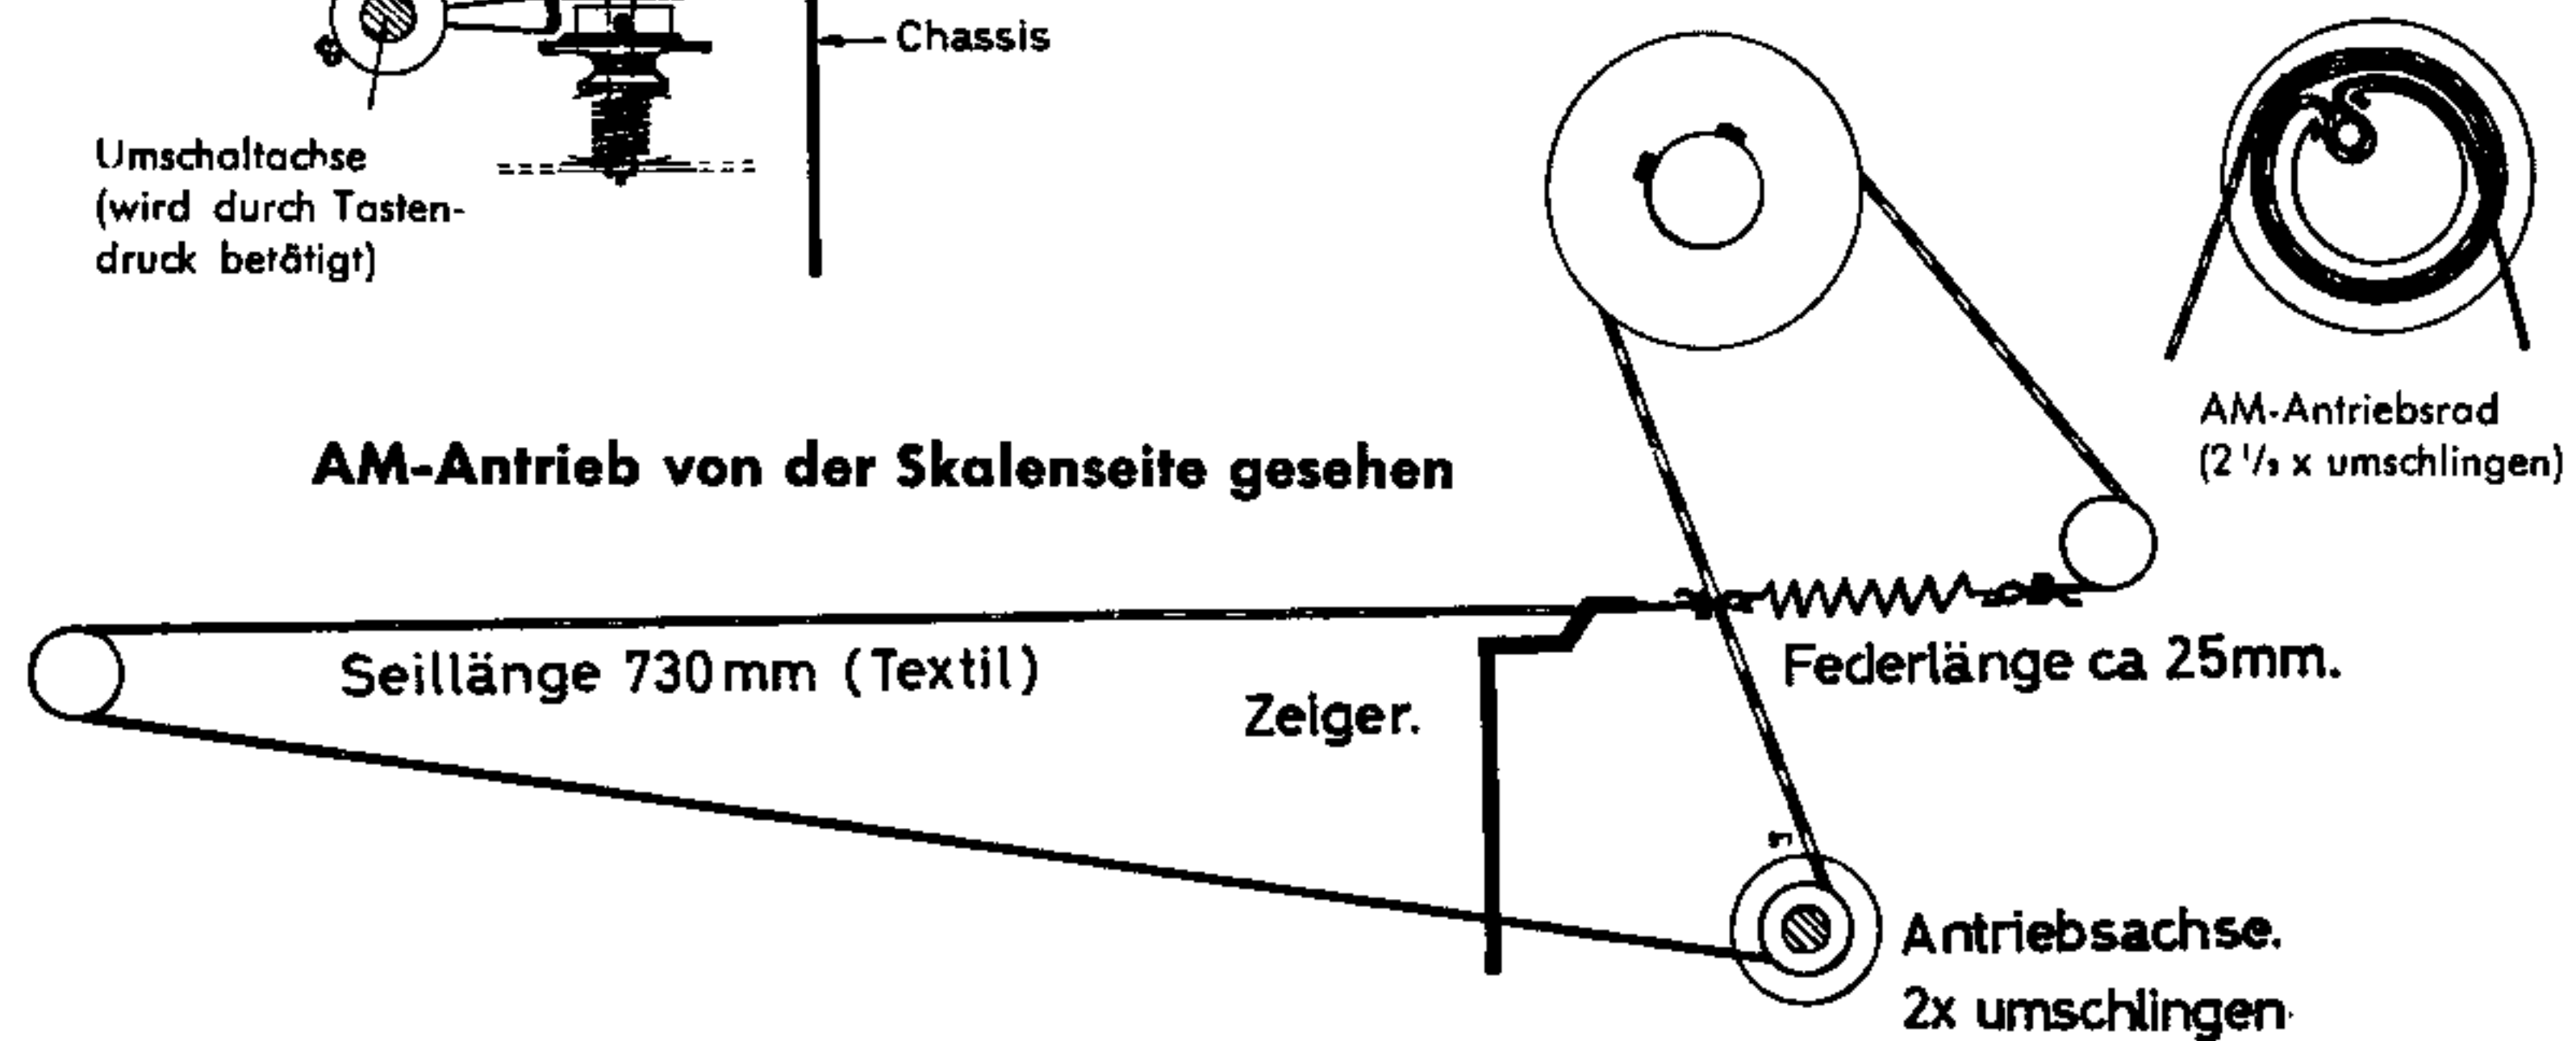 Chassis
Umschaltachse
(wird durch Tasten-
druck betätigt)
AM-Antriebsrad
(2 ¹/₃ x umschlingen)
AM-Antrieb von der Skalenseite gesehen
Seillänge 730mm (Textil)
Federlänge ca 25mm.
Zeiger.
Antriebsachse.
2x umschlingen